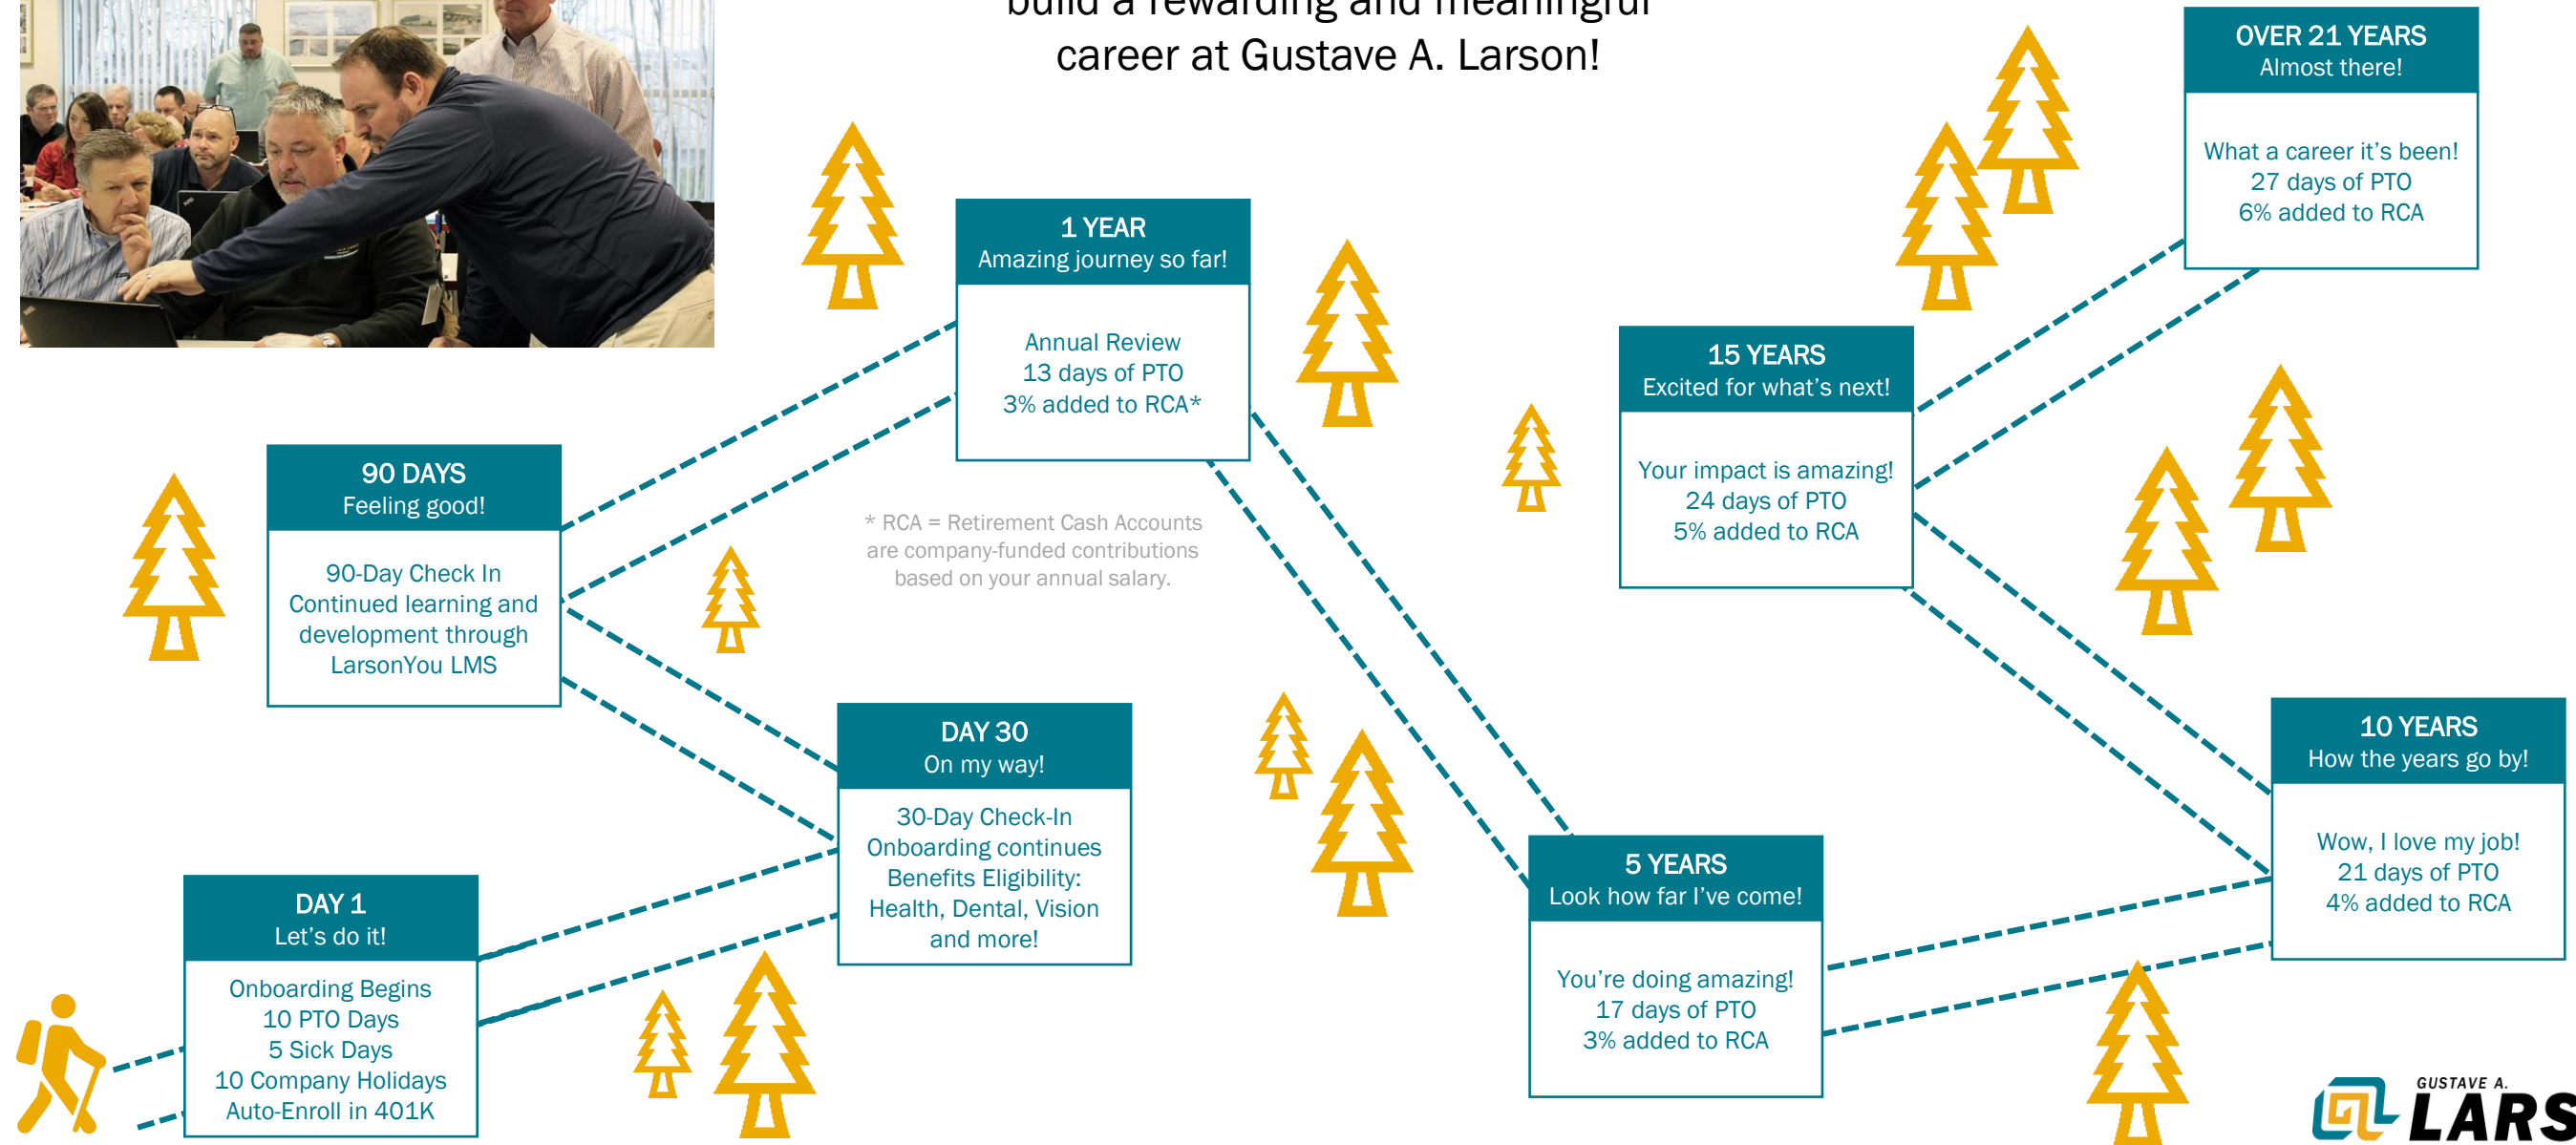 build a rewarding and meaningful
career at Gustave A. Larson!
OVER 21 YEARS
Almost there!
What a career it's been!
27 days of PTO
6% added to RCA
1 YEAR
Amazing journey so far!
Annual Review
13 days of PTO
3% added to RCA*
15 YEARS
Excited for what's next!
Your impact is amazing!
24 days of PTO
5% added to RCA
90 DAYS
Feeling good!
90-Day Check In
Continued learning and
development through
LarsonYou LMS
* RCA = Retirement Cash Accounts
are company-funded contributions
based on your annual salary.
DAY 30
On my way!
30-Day Check-In
Onboarding continues
Benefits Eligibility:
Health, Dental, Vision
and more!
10 YEARS
How the years go by!
Wow, I love my job!
21 days of PTO
4% added to RCA
5 YEARS
Look how far I've come!
You're doing amazing!
17 days of PTO
3% added to RCA
DAY 1
Let's do it!
Onboarding Begins
10 PTO Days
5 Sick Days
10 Company Holidays
Auto-Enroll in 401K
GUSTAVE A.
LARS